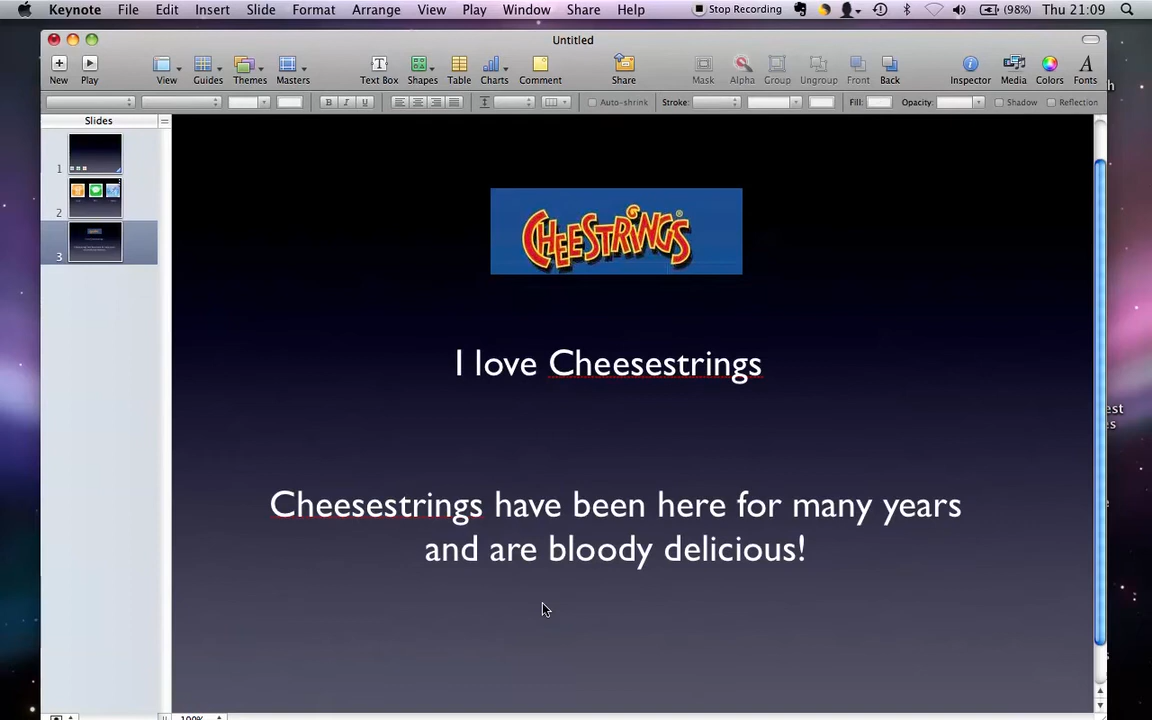 Keynote File Edit Insert Slide Format Arrange View Play Window Share Help Stop Recording (98%) Thu 21:09
Untitled
New Play View Guides Themes Masters Text Box Shapes Table Charts Comment Share Mask Alpha Group Ungroup Front Back Inspector Media Colors Fonts
B I U Auto-shrink Stroke: Fill: Opacity: Shadow Reflection
Slides
1
2
3
CHEESTRINGS®
I love Cheesestrings
Cheesestrings have been here for many years
and are bloody delicious!
100%